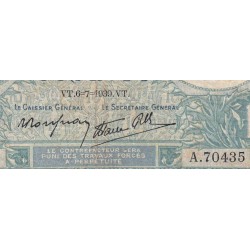 VT.6-7-1939.VT.
LE CAISSIER GÉNÉRAL LE SECRÉTAIRE GÉNÉRAL
A.70435
LE CONTREFACTEUR SERA
PUNI DES TRAVAUX FORCÉS
A PERPÉTUITÉ